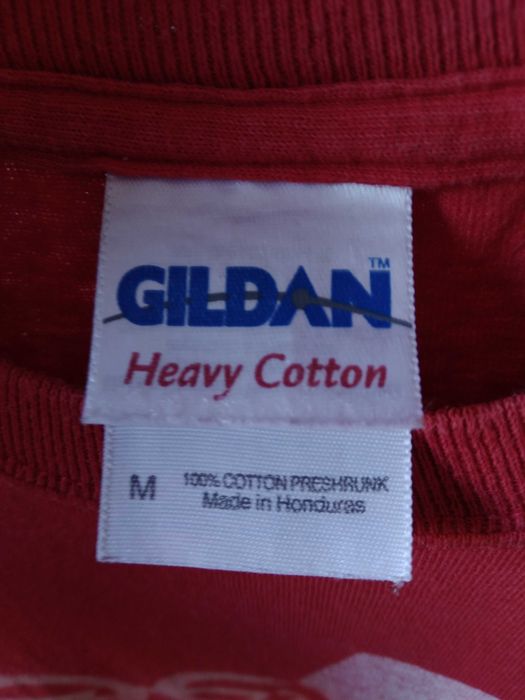 GILDAN™
Heavy Cotton
M 100% COTTON PRESHRUNK
Made in Honduras